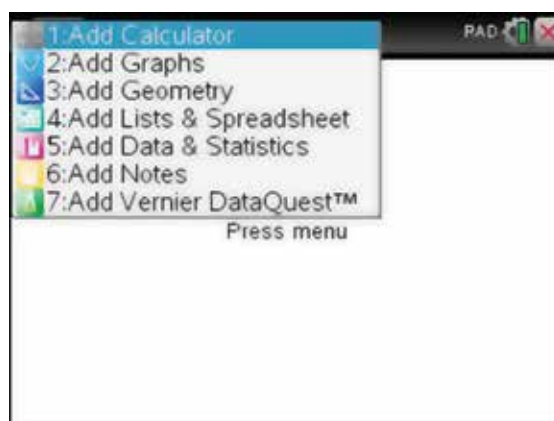 1:Add Calculator
PAD
2:Add Graphs
3:Add Geometry
4:Add Lists & Spreadsheet
5:Add Data & Statistics
6:Add Notes
7:Add Vernier DataQuest™
Press menu